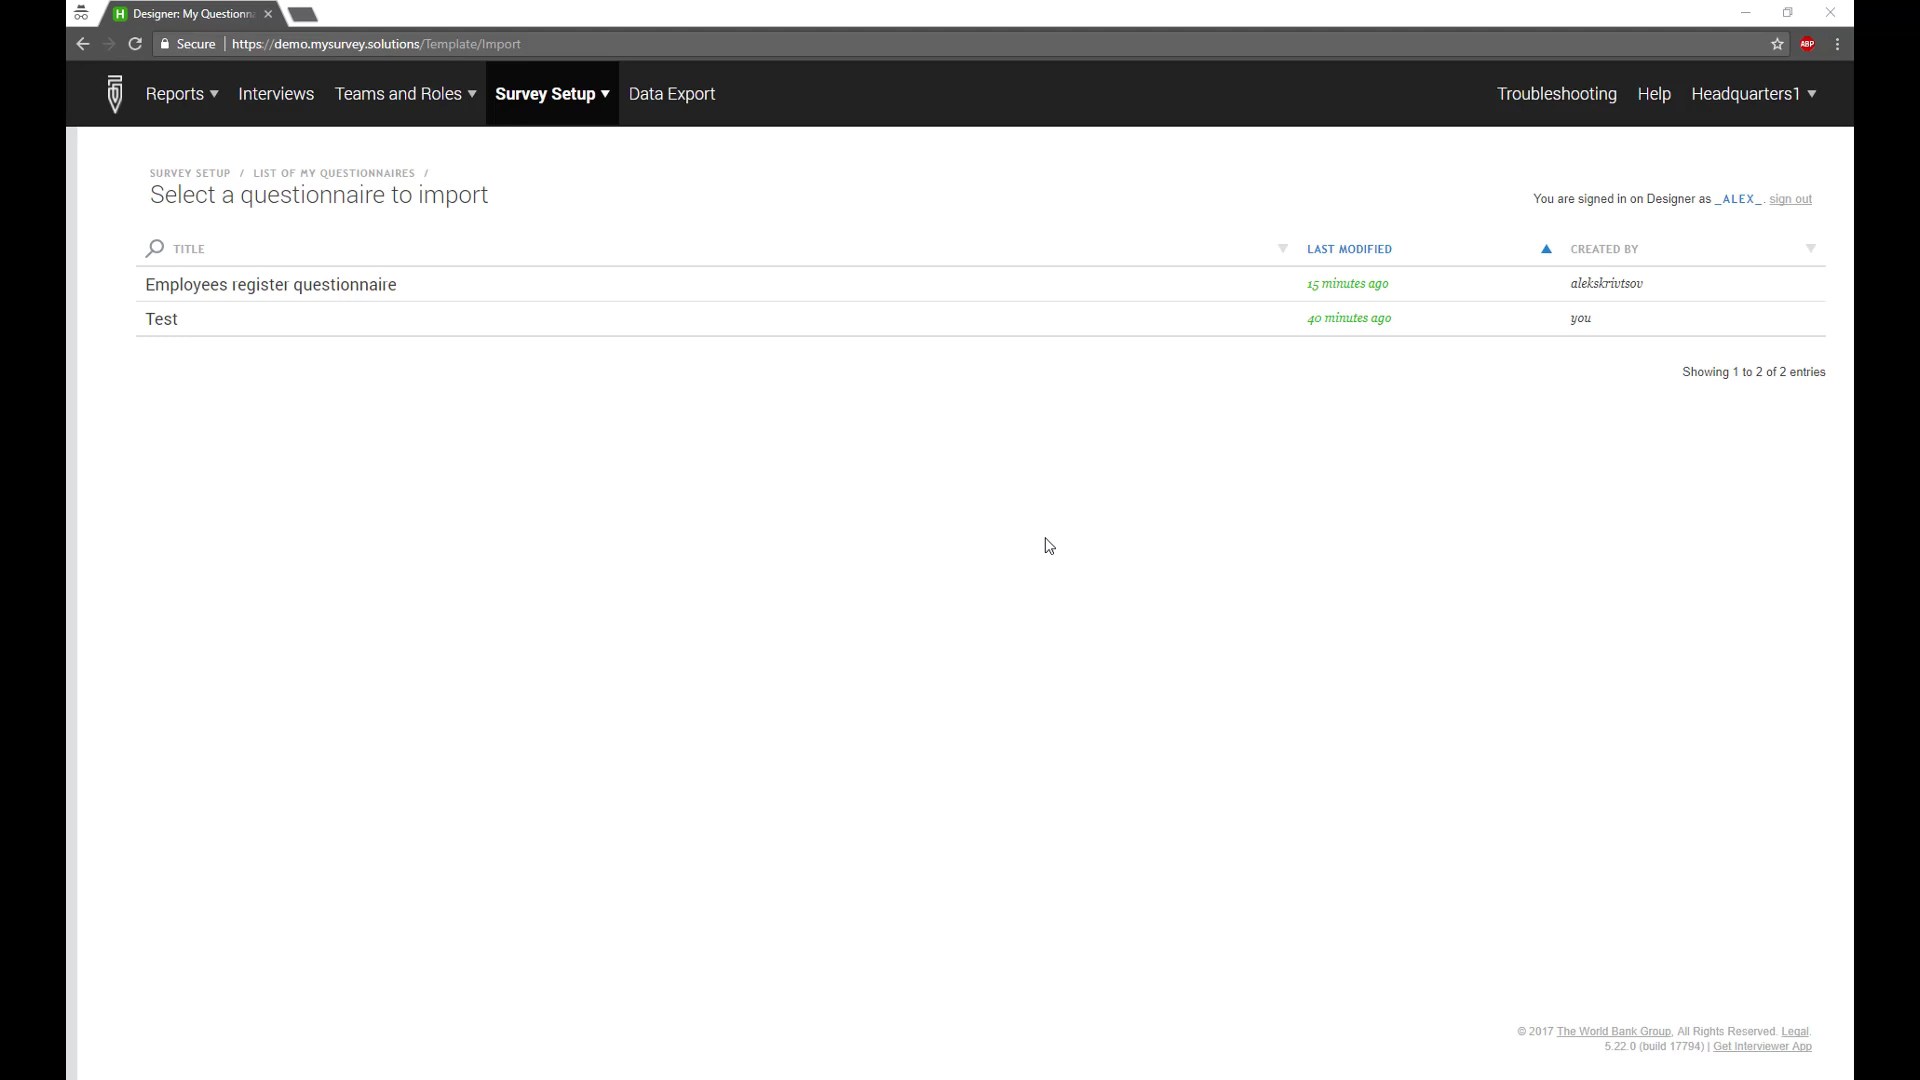 H Designer: My Questionna
Secure https://demo.mysurvey.solutions/Template/Import
ABP
Reports Interviews Teams and Roles Survey Setup Data Export Troubleshooting Help Headquarters1
SURVEY SETUP / LIST OF MY QUESTIONNAIRES /
Select a questionnaire to import
You are signed in on Designer as _ALEX_. sign out
TITLE LAST MODIFIED CREATED BY
Employees register questionnaire 15 minutes ago alekskrivtsov
Test 40 minutes ago you
Showing 1 to 2 of 2 entries
© 2017 The World Bank Group, All Rights Reserved. Legal.
5.22.0 (build 17794) | Get Interviewer App